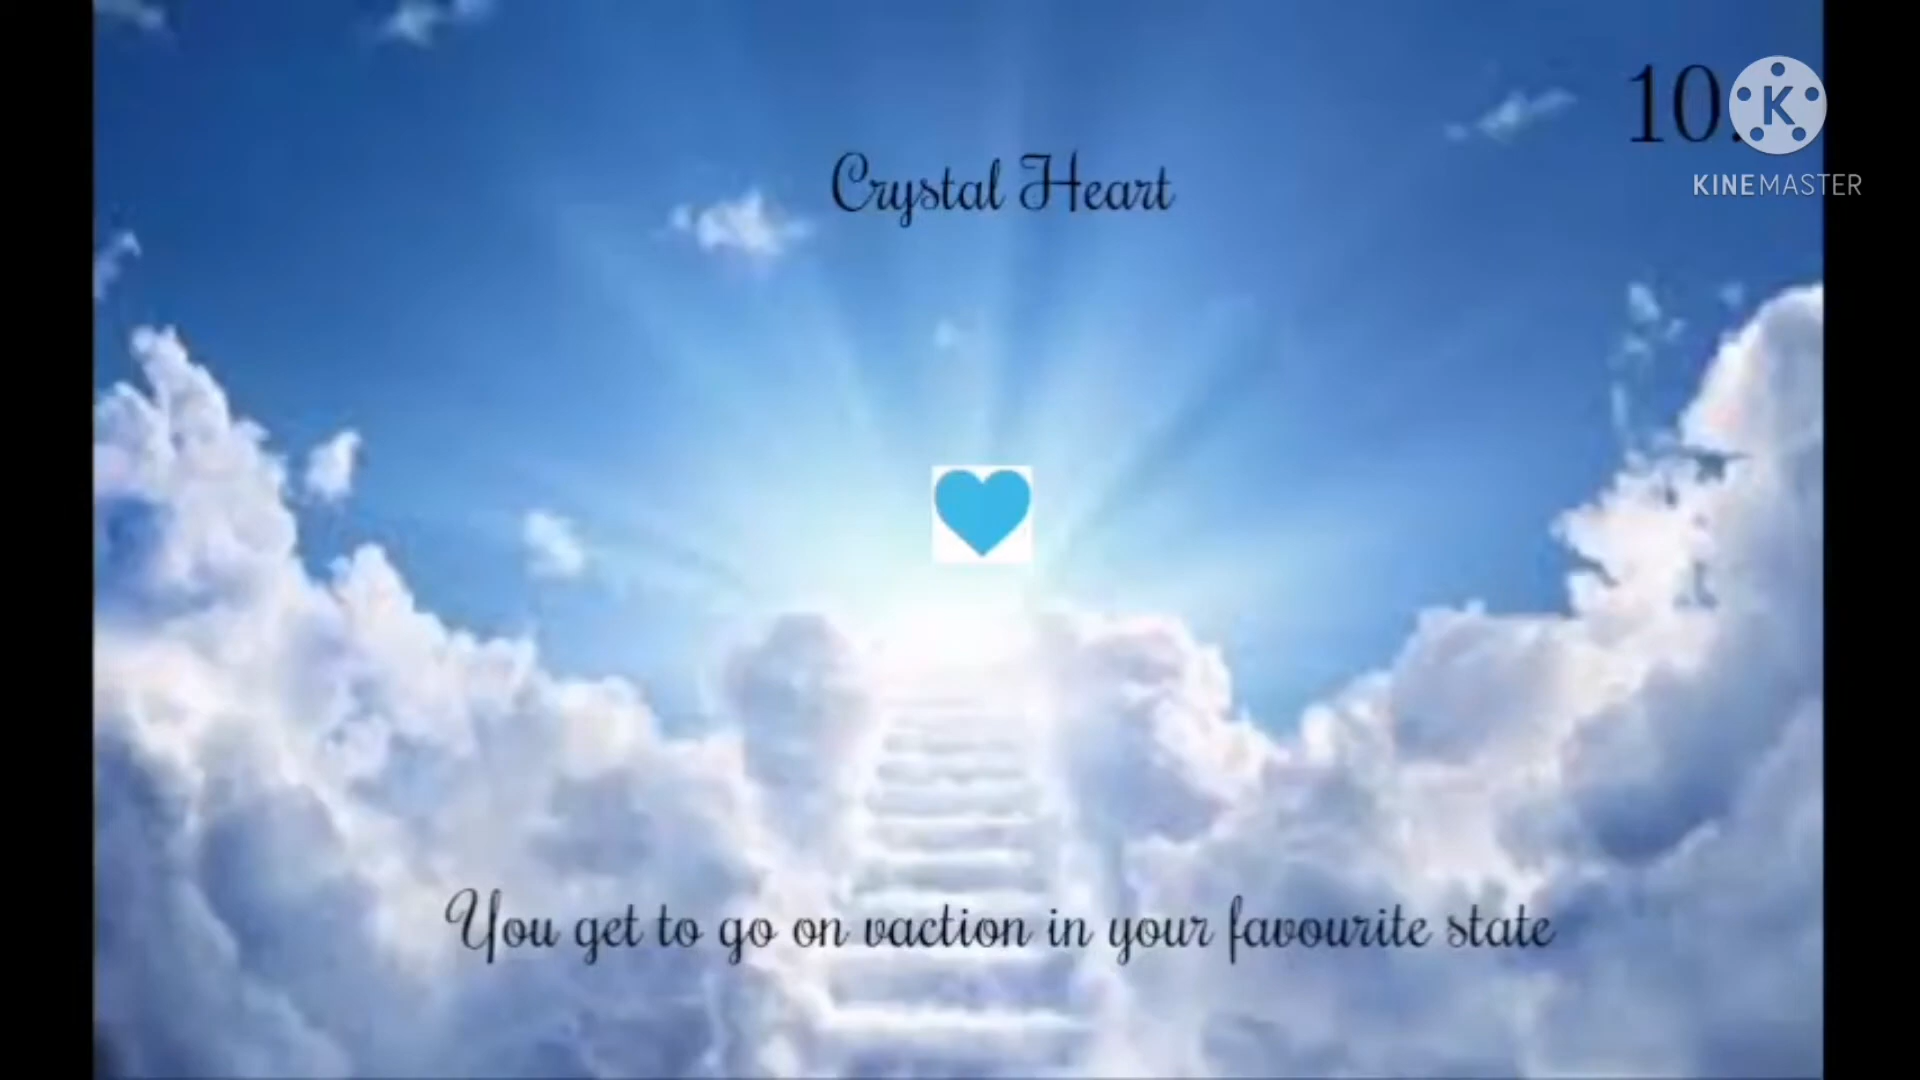 10.
K
KINEMASTER
Crystal Heart
You get to go on vaction in your favourite state